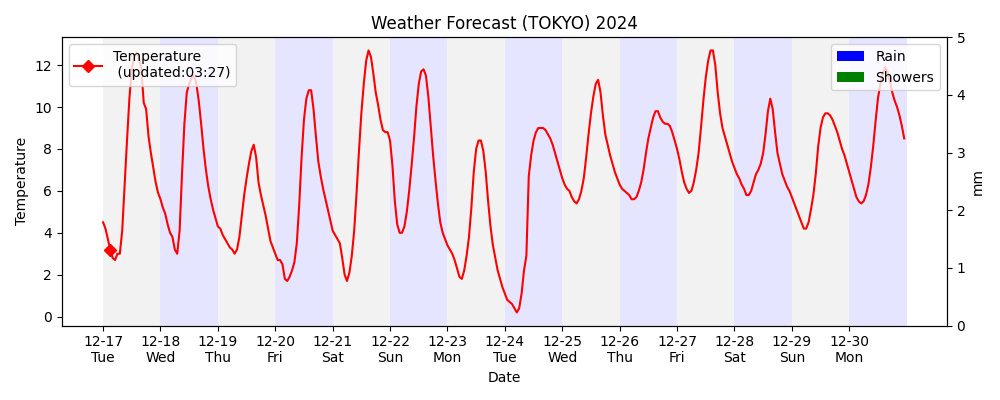 Weather Forecast (TOKYO) 2024
Temperature
(updated:03:27)
Rain
Showers
Temperature
12
10
8
6
4
2
0
5
4
3
2
1
0
mm
12-17 12-18 12-19 12-20 12-21 12-22 12-23 12-24 12-25 12-26 12-27 12-28 12-29 12-30
Tue Wed Thu Fri Sat Sun Mon Tue Wed Thu Fri Sat Sun Mon
Date